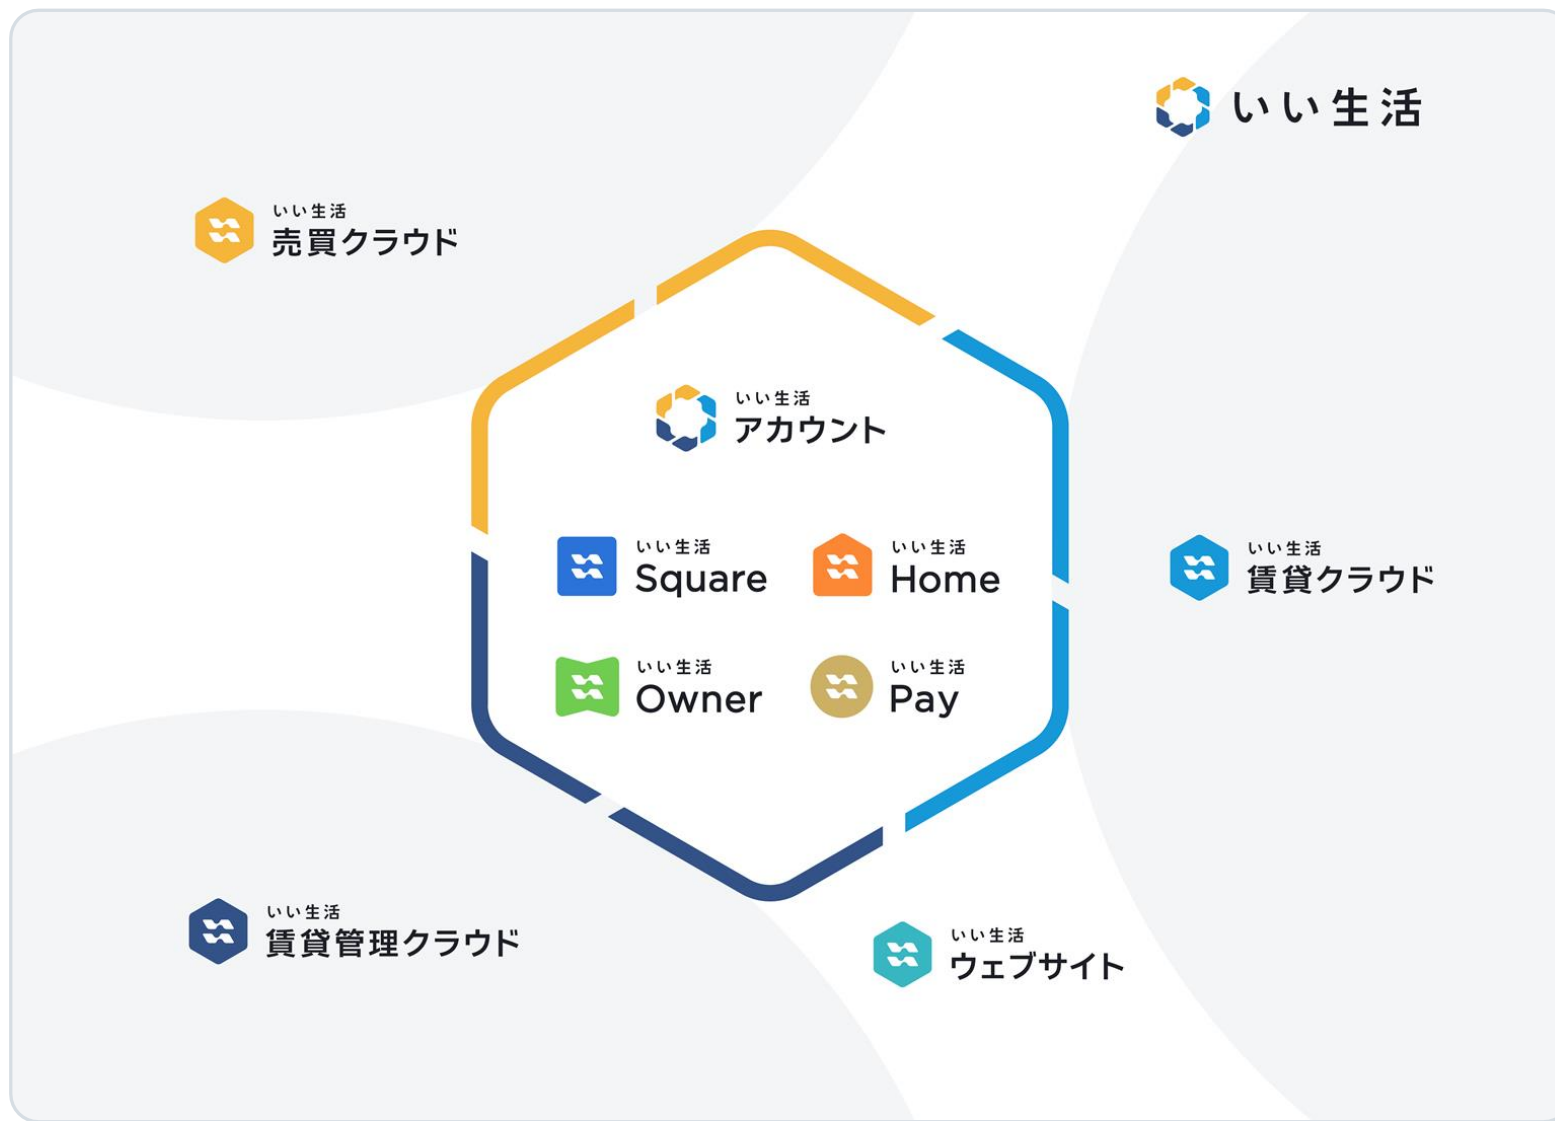 いい生活
いい生活
売買クラウド
いい生活
アカウント
いい生活
Square
いい生活
Home
いい生活
賃貸クラウド
いい生活
Owner
いい生活
Pay
いい生活
賃貸管理クラウド
いい生活
ウェブサイト